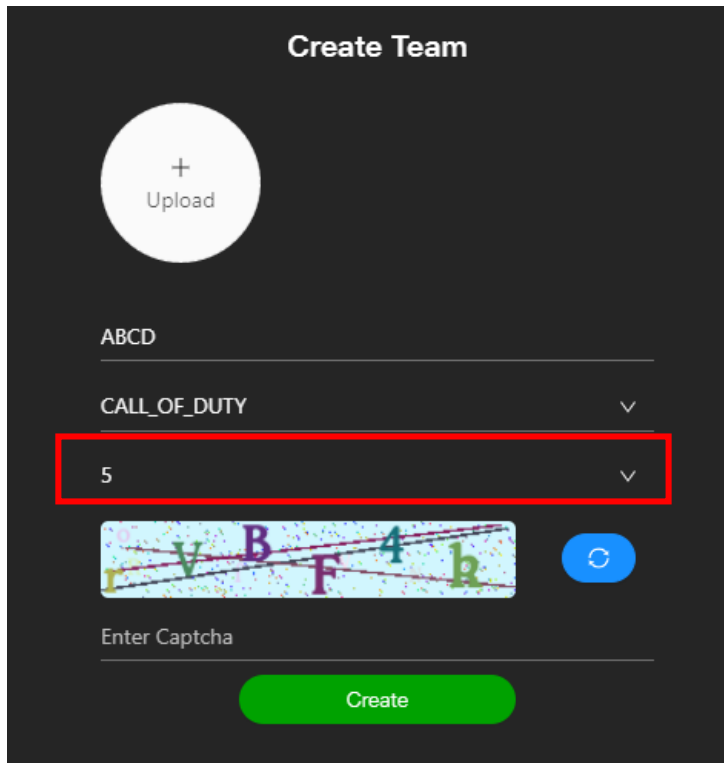 Create Team
+
Upload
ABCD
CALL_OF_DUTY
5
Enter Captcha
Create